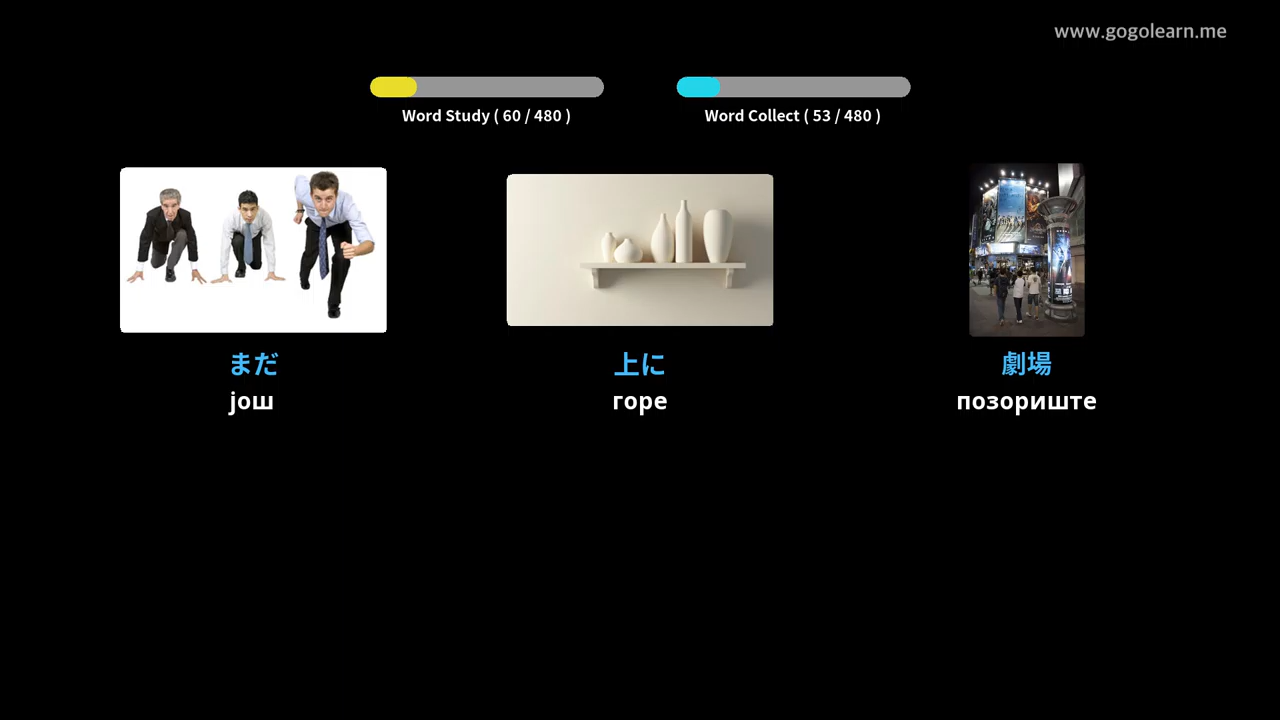 www.gogolearn.me
Word Study ( 60 / 480 )
Word Collect ( 53 / 480 )
まだ
још
上に
горе
劇場
позориште